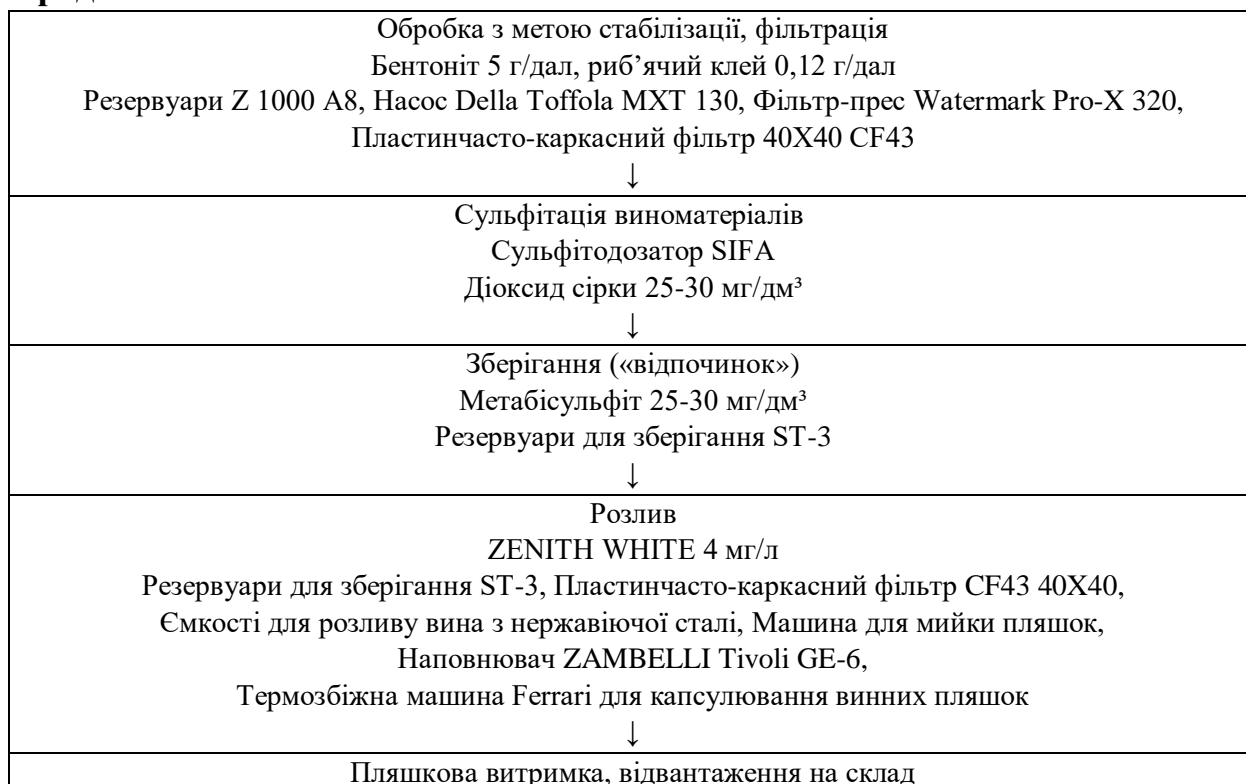 Обробка з метою стабілізації, фільтрація
Бентоніт 5 г/дал, риб’ячий клей 0,12 г/дал
Резервуари Z 1000 A8, Насос Della Toffola MXT 130, Фільтр-прес Watermark Pro-X 320,
Пластинчасто-каркасний фільтр 40X40 CF43
↓
Сульфітація виноматеріалів
Сульфітодозатор SIFA
Діоксид сірки 25-30 мг/дм³
↓
Зберігання («відпочинок»)
Метабісульфіт 25-30 мг/дм³
Резервуари для зберігання ST-3
↓
Розлив
ZENITH WHITE 4 мг/л
Резервуари для зберігання ST-3, Пластинчасто-каркасний фільтр CF43 40X40,
Ємкості для розливу вина з нержавіючої сталі, Машина для мийки пляшок,
Наповнювач ZAMBELLI Tivoli GE-6,
Термозбіжна машина Ferrari для капсулювання винних пляшок
↓
Пляшкова витримка, відвантаження на склад